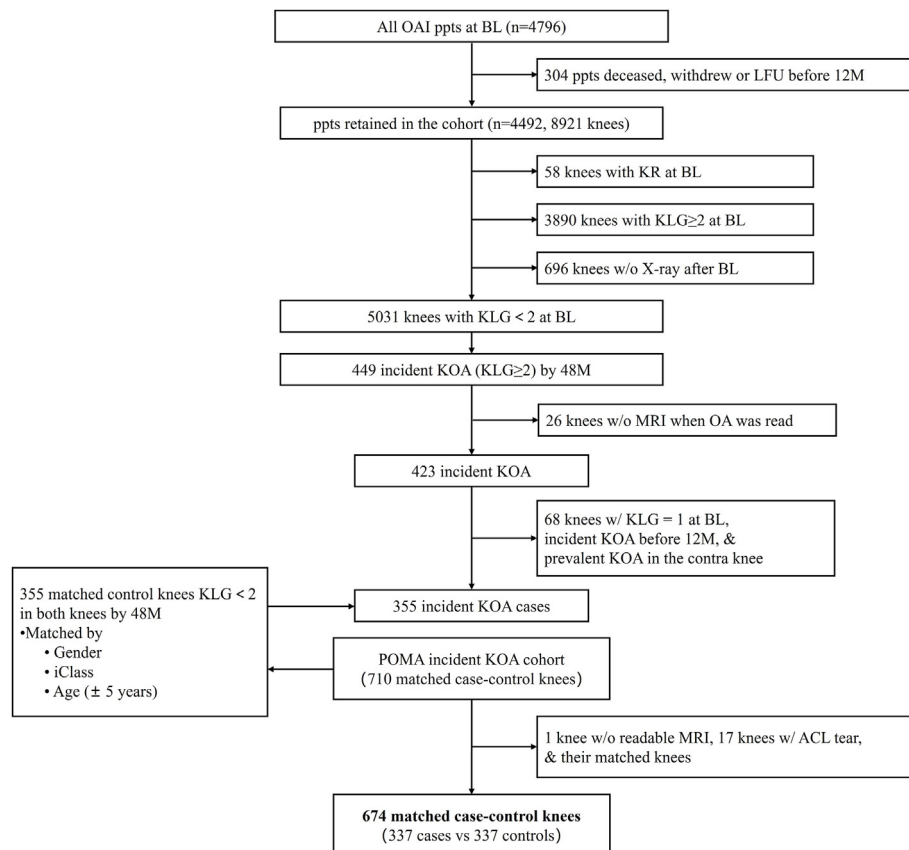 All OAI ppts at BL (n=4796)
304 ppts deceased, withdrew or LFU before 12M
ppts retained in the cohort (n=4492, 8921 knees)
58 knees with KR at BL
3890 knees with KLG≥2 at BL
696 knees w/o X-ray after BL
5031 knees with KLG < 2 at BL
449 incident KOA (KLG≥2) by 48M
26 knees w/o MRI when OA was read
423 incident KOA
68 knees w/ KLG = 1 at BL,
incident KOA before 12M, &
prevalent KOA in the contra knee
355 matched control knees KLG < 2
in both knees by 48M
•Matched by
• Gender
• iClass
• Age (± 5 years)
355 incident KOA cases
POMA incident KOA cohort
(710 matched case-control knees)
1 knee w/o readable MRI, 17 knees w/ ACL tear,
& their matched knees
674 matched case-control knees
(337 cases vs 337 controls)